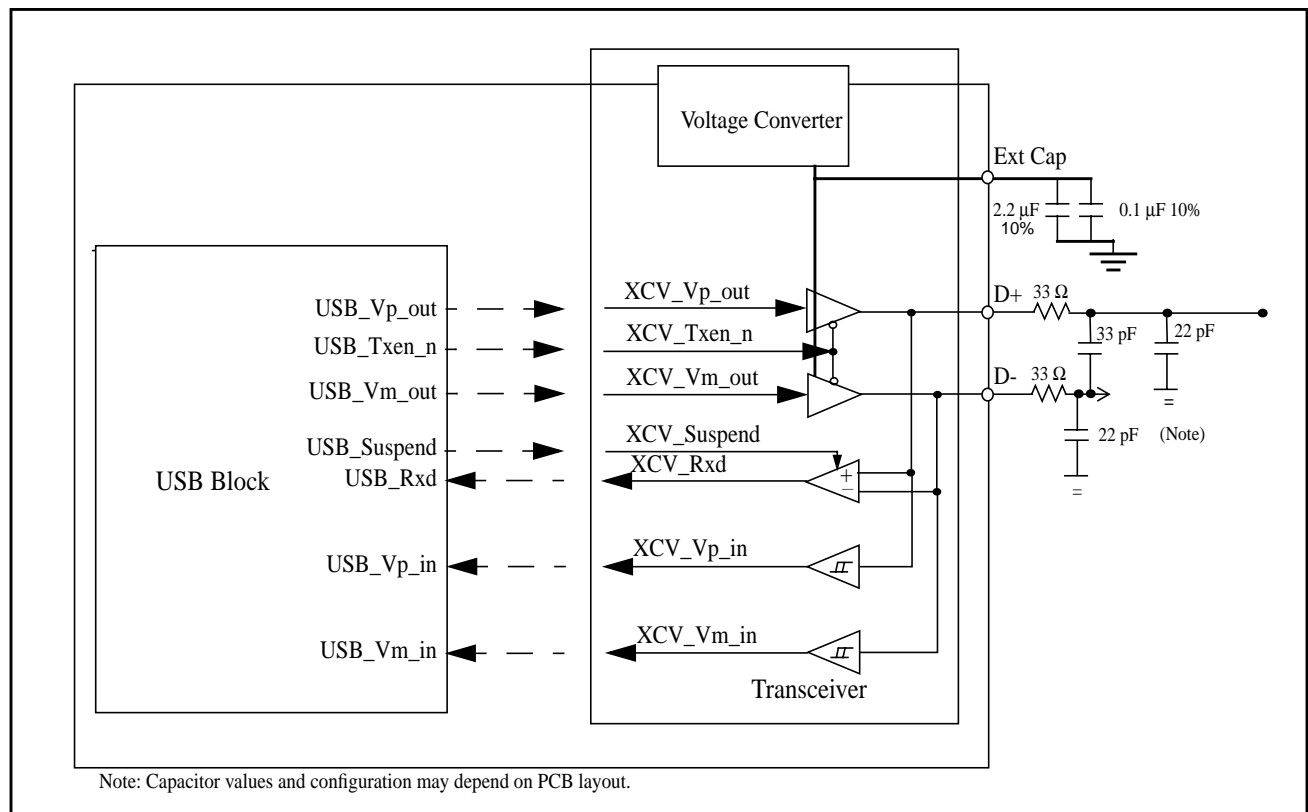 Voltage Converter
Ext Cap
2.2 µF
10%
0.1 µF 10%
USB_Vp_out
XCV_Vp_out
D+
33 Ω
USB_Txen_n
XCV_Txen_n
33 pF
22 pF
USB_Vm_out
XCV_Vm_out
D-
33 Ω
USB_Suspend
XCV_Suspend
22 pF
(Note)
USB Block
USB_Rxd
XCV_Rxd
+
−
USB_Vp_in
XCV_Vp_in
USB_Vm_in
XCV_Vm_in
Transceiver
Note: Capacitor values and configuration may depend on PCB layout.